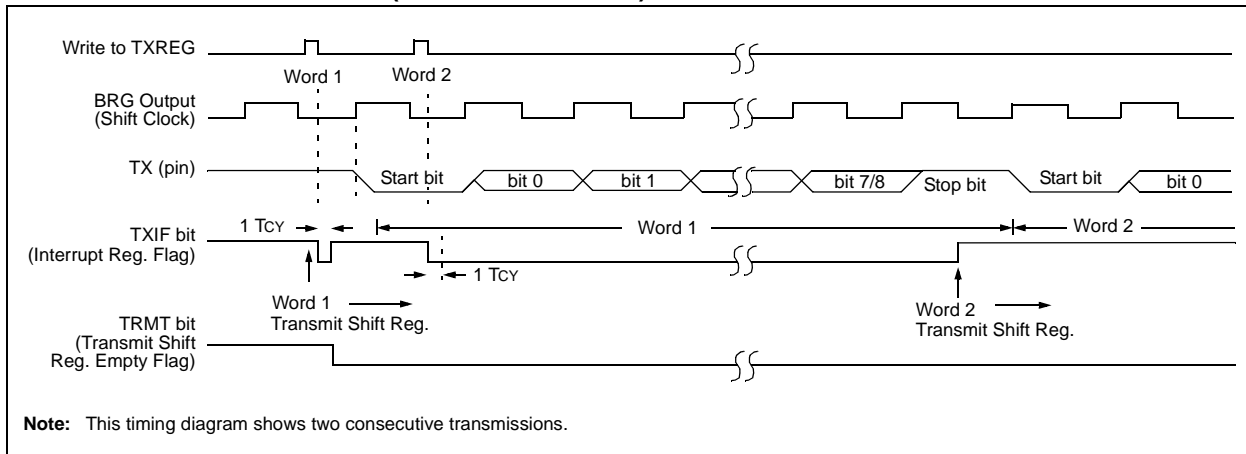 Write to TXREG
Word 1
Word 2
BRG Output
(Shift Clock)
TX (pin)
Start bit
bit 0
bit 1
bit 7/8
Stop bit
Start bit
bit 0
1 TCY
Word 1
Word 2
TXIF bit
(Interrupt Reg. Flag)
1 TCY
Word 1
Transmit Shift Reg.
Word 2
Transmit Shift Reg.
TRMT bit
(Transmit Shift
Reg. Empty Flag)
Note: This timing diagram shows two consecutive transmissions.